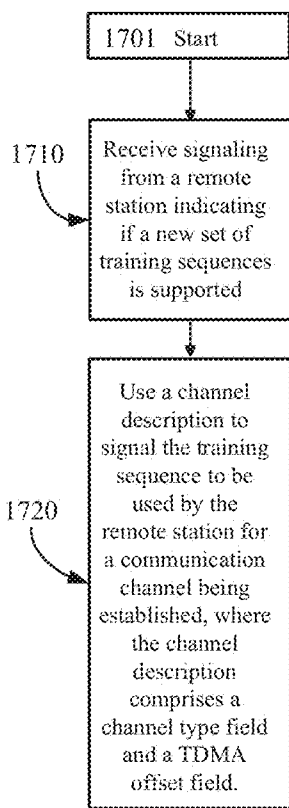 1701 Start
1710
Receive signaling
from a remote
station indicating
if a new set of
training sequences
is supported
1720
Use a channel
description to
signal the training
sequence to be
used by the
remote station for
a communication
channel being
established, where
the channel
description
comprises a
channel type field
and a TDMA
offset field.